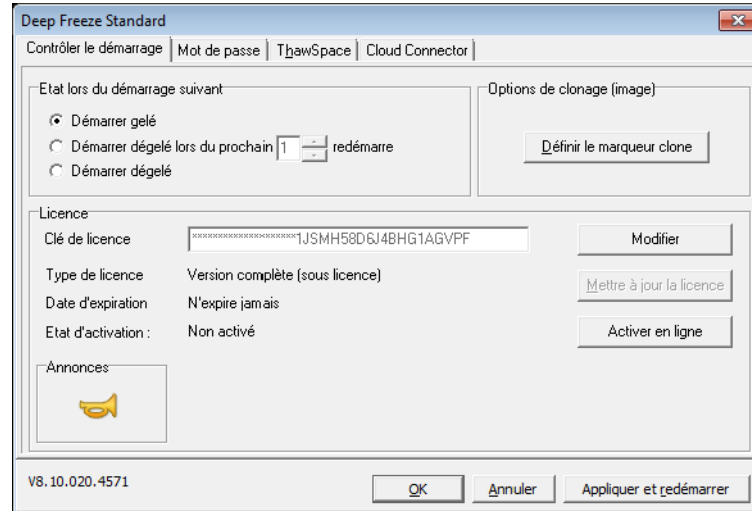 Deep Freeze Standard
Contrôler le démarrage Mot de passe ThawSpace Cloud Connector
Etat lors du démarrage suivant
Démarrer gelé
Démarrer dégelé lors du prochain 1 redémarre
Démarrer dégelé
Options de clonage (image)
Définir le marqueur clone
Licence
Clé de licence ********************1JSMH58D6J4BHG1AGVPF Modifier
Type de licence Version complète (sous licence) Mettre à jour la licence
Date d'expiration N'expire jamais
Etat d'activation : Non activé Activer en ligne
Annonces
V8.10.020.4571 OK Annuler Appliquer et redémarrer